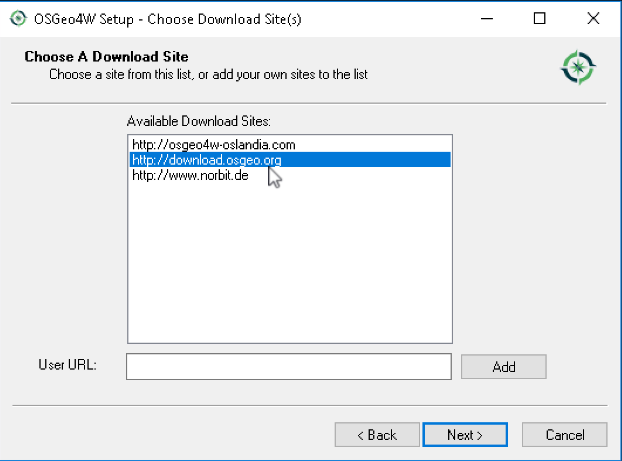 OSGeo4W Setup - Choose Download Site(s)
Choose A Download Site
Choose a site from this list, or add your own sites to the list
Available Download Sites:
http://osgeo4w-oslandia.com
http://download.osgeo.org
http://www.norbit.de
User URL:
Add
< Back
Next >
Cancel